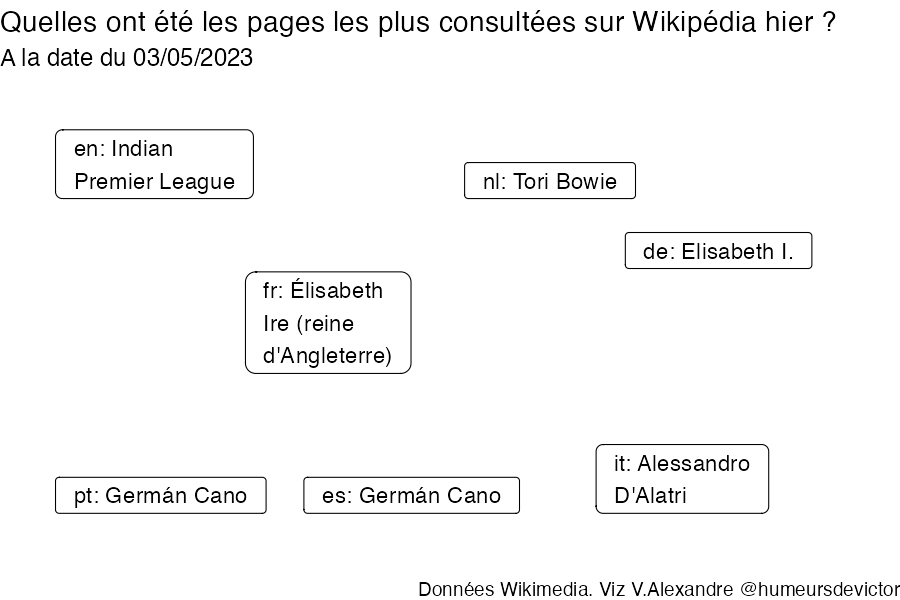 Quelles ont été les pages les plus consultées sur Wikipédia hier ?
A la date du 03/05/2023
en: Indian
Premier League
nl: Tori Bowie
de: Elisabeth I.
fr: Élisabeth
Ire (reine
d'Angleterre)
pt: Germán Cano
es: Germán Cano
it: Alessandro
D'Alatri
Données Wikimedia. Viz V.Alexandre @humeursdevictor